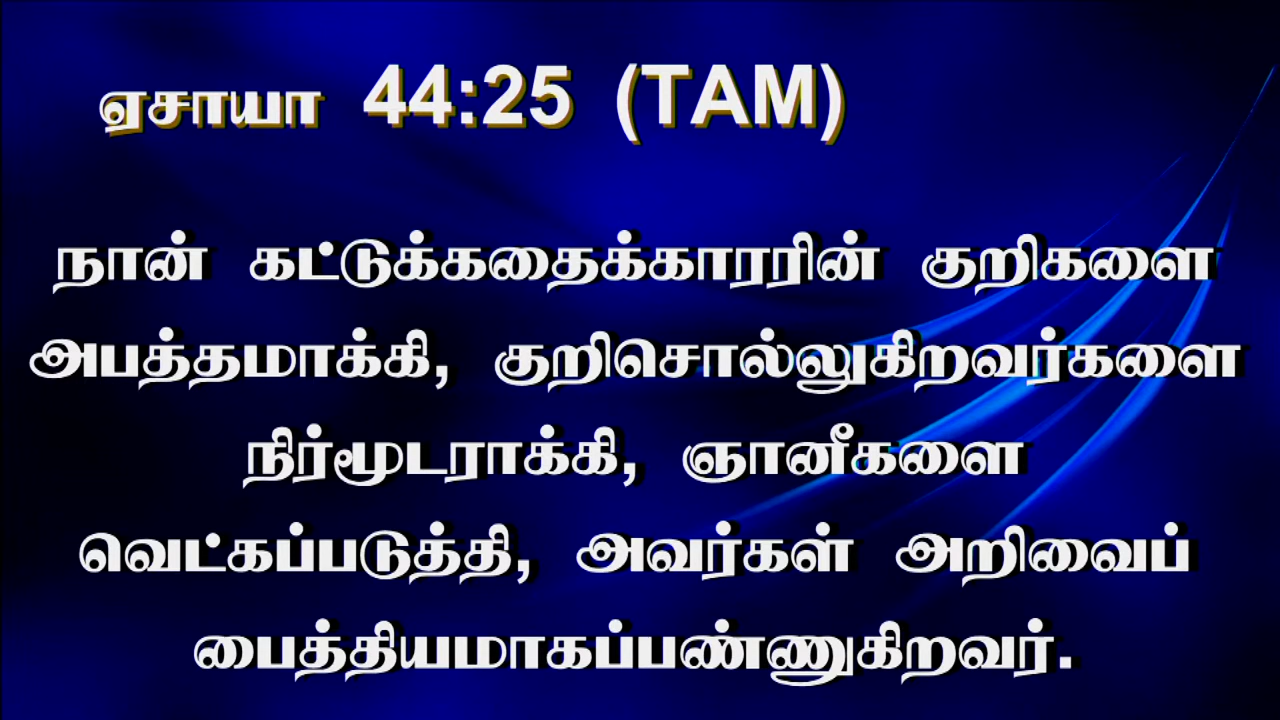 ஏசாயா 44:25 (TAM)
நான் கட்டுக்கதைக்காரரின் குறிகளை
அபத்தமாக்கி, குறிசொல்லுகிறவர்களை
நிர்மூடராக்கி, ஞானீகளை
வெட்கப்படுத்தி, அவர்கள் அறிவைப்
பைத்தியமாகப்பண்ணுகிறவர்.